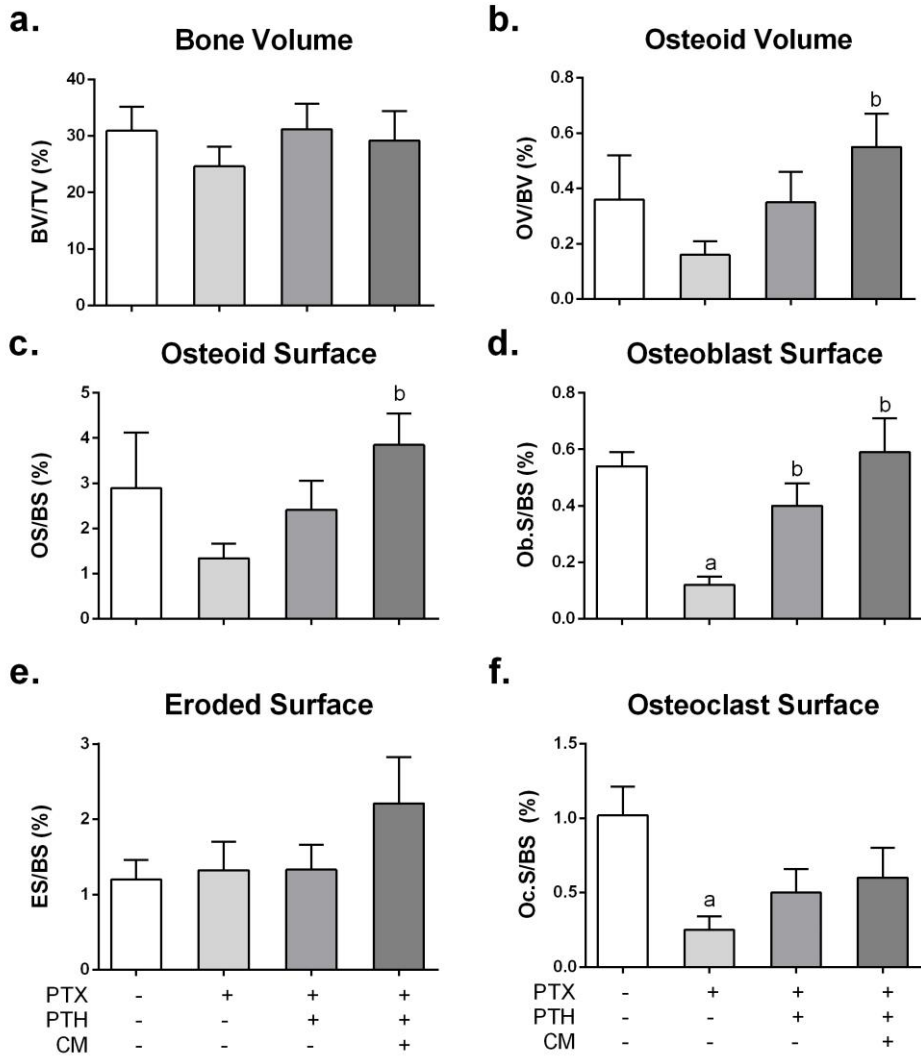 a.
Bone Volume
BV/TV (%)
40
30
20
10
0
b.
Osteoid Volume
OV/BV (%)
0.8
0.6
0.4
0.2
0.0
b
c.
Osteoid Surface
OS/BS (%)
5
4
3
2
1
0
b
d.
Osteoblast Surface
Ob.S/BS (%)
0.8
0.6
0.4
0.2
0.0
a
b
b
e.
Eroded Surface
ES/BS (%)
3
2
1
0
PTX - + + +
PTH - - + +
CM - - - +
f.
Osteoclast Surface
Oc.S/BS (%)
1.5
1.0
0.5
0.0
a
PTX - + + +
PTH - - + +
CM - - - +